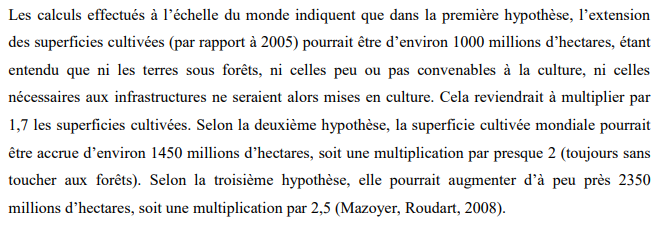 Les calculs effectués à l’échelle du monde indiquent que dans la première hypothèse, l’extension
des superficies cultivées (par rapport à 2005) pourrait être d’environ 1000 millions d’hectares, étant
entendu que ni les terres sous forêts, ni celles peu ou pas convenables à la culture, ni celles
nécessaires aux infrastructures ne seraient alors mises en culture. Cela reviendrait à multiplier par
1,7 les superficies cultivées. Selon la deuxième hypothèse, la superficie cultivée mondiale pourrait
être accrue d’environ 1450 millions d’hectares, soit une multiplication par presque 2 (toujours sans
toucher aux forêts). Selon la troisième hypothèse, elle pourrait augmenter d’à peu près 2350
millions d’hectares, soit une multiplication par 2,5 (Mazoyer, Roudart, 2008).